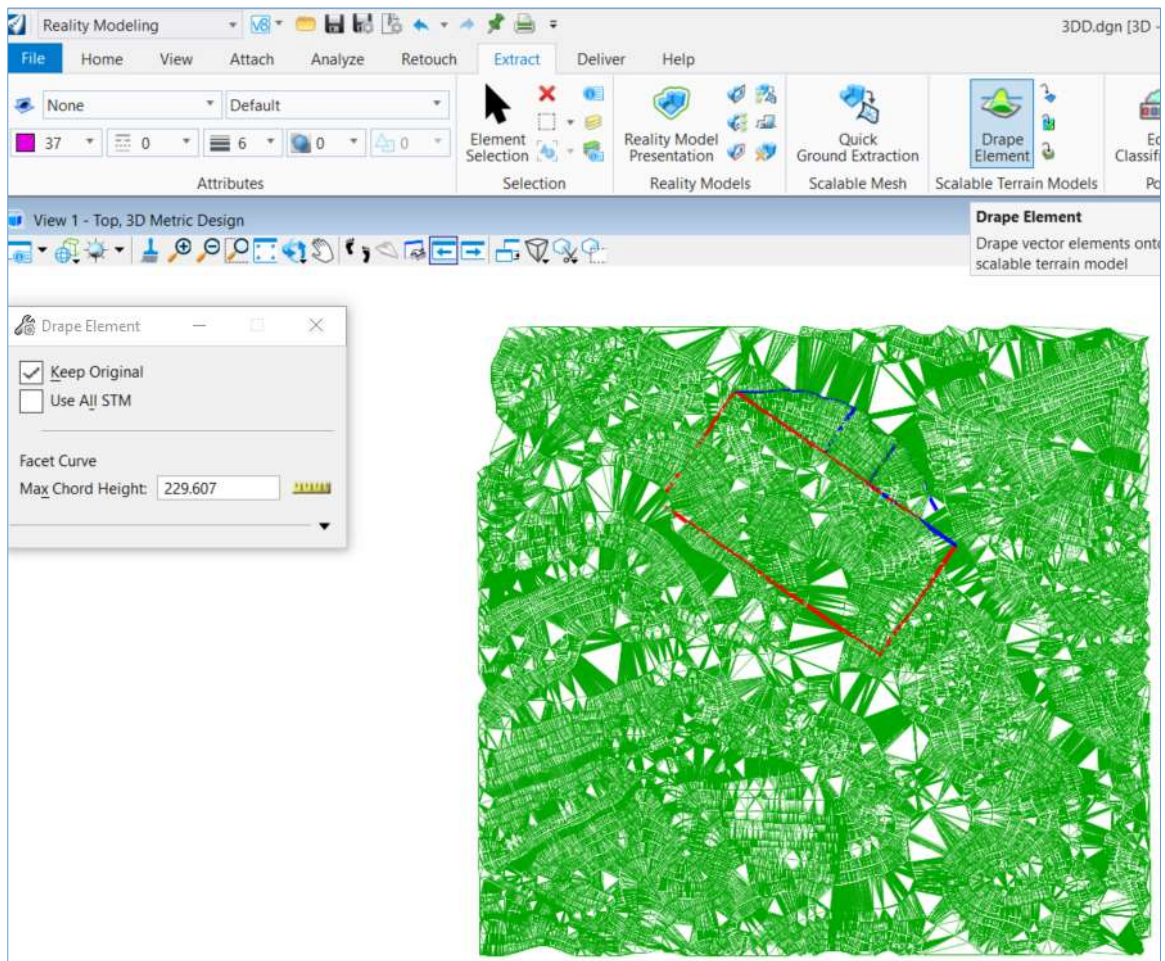 Reality Modeling
V8
3DD.dgn [3D -
File Home View Attach Analyze Retouch Extract Deliver Help
None Default
37 0 6 0 0
Element Selection
Reality Model Presentation
Quick Ground Extraction
Drape Element
Attributes Selection Reality Models Scalable Mesh Scalable Terrain Models
View 1 - Top, 3D Metric Design
Drape Element
Drape vector elements onto
scalable terrain model
Drape Element
Keep Original
Use All STM
Facet Curve
Max Chord Height: 229.607